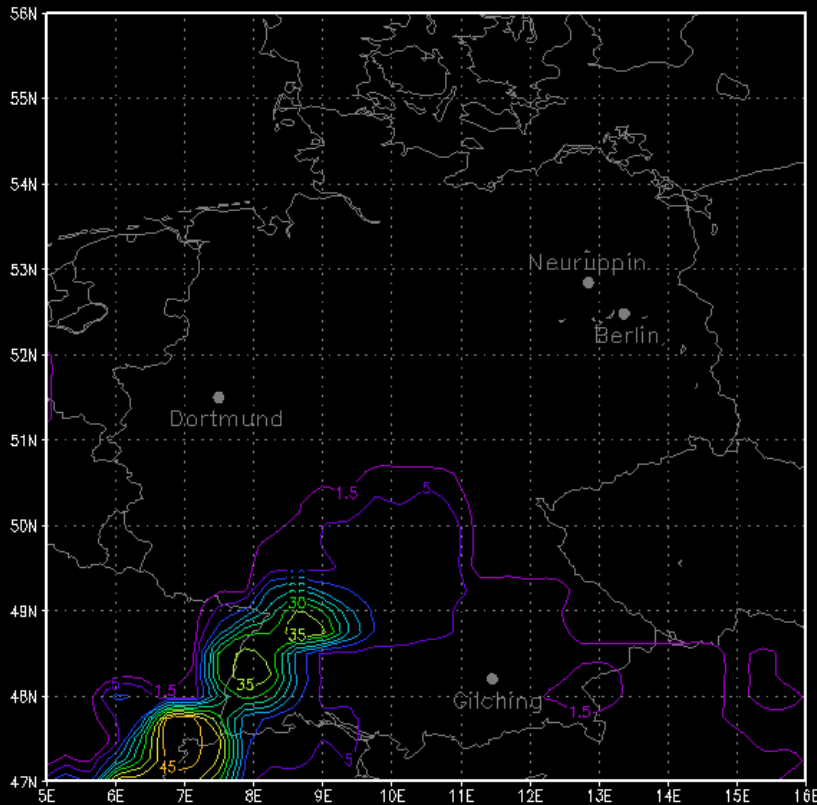 56N
55N
54N
53N
Neuruppin
Berlin
52N
Dortmund
51N
1.5
5
50N
30
49N
35
35
5
1.5
48N
Gilching
1.5
5
45
47N
5E
6E
7E
8E
9E
10E
11E
12E
13E
14E
15E
16E